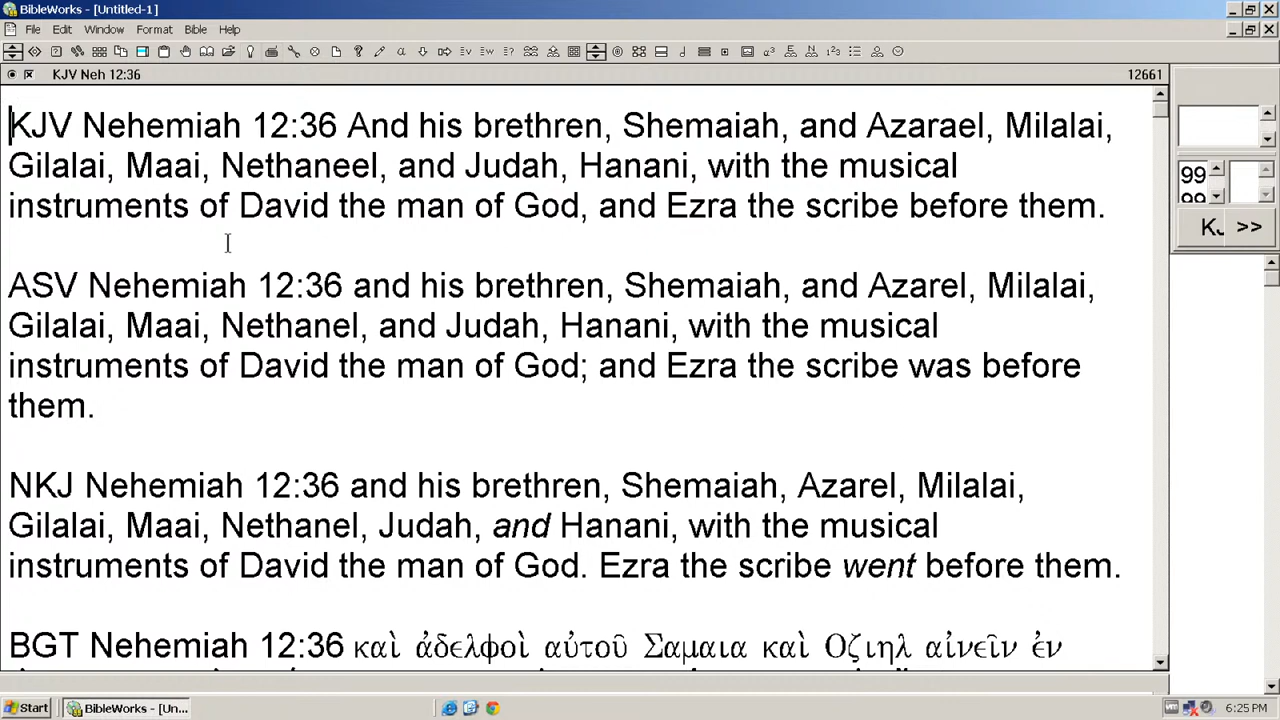 BibleWorks - [Untitled-1]
File Edit Window Format Bible Help
KJV Neh 12:36 12661
KJV Nehemiah 12:36 And his brethren, Shemaiah, and Azarael, Milalai,
Gilalai, Maai, Nethaneel, and Judah, Hanani, with the musical
instruments of David the man of God, and Ezra the scribe before them.
ASV Nehemiah 12:36 and his brethren, Shemaiah, and Azarel, Milalai,
Gilalai, Maai, Nethanel, and Judah, Hanani, with the musical
instruments of David the man of God; and Ezra the scribe was before
them.
NKJ Nehemiah 12:36 and his brethren, Shemaiah, Azarel, Milalai,
Gilalai, Maai, Nethanel, Judah, and Hanani, with the musical
instruments of David the man of God. Ezra the scribe went before them.
BGT Nehemiah 12:36 καὶ ἀδελφοὶ αὐτοῦ Σαμαια καὶ Οζιηλ αἰνεῖν ἐν
99
99
>>
Start BibleWorks - [Un... 6:25 PM